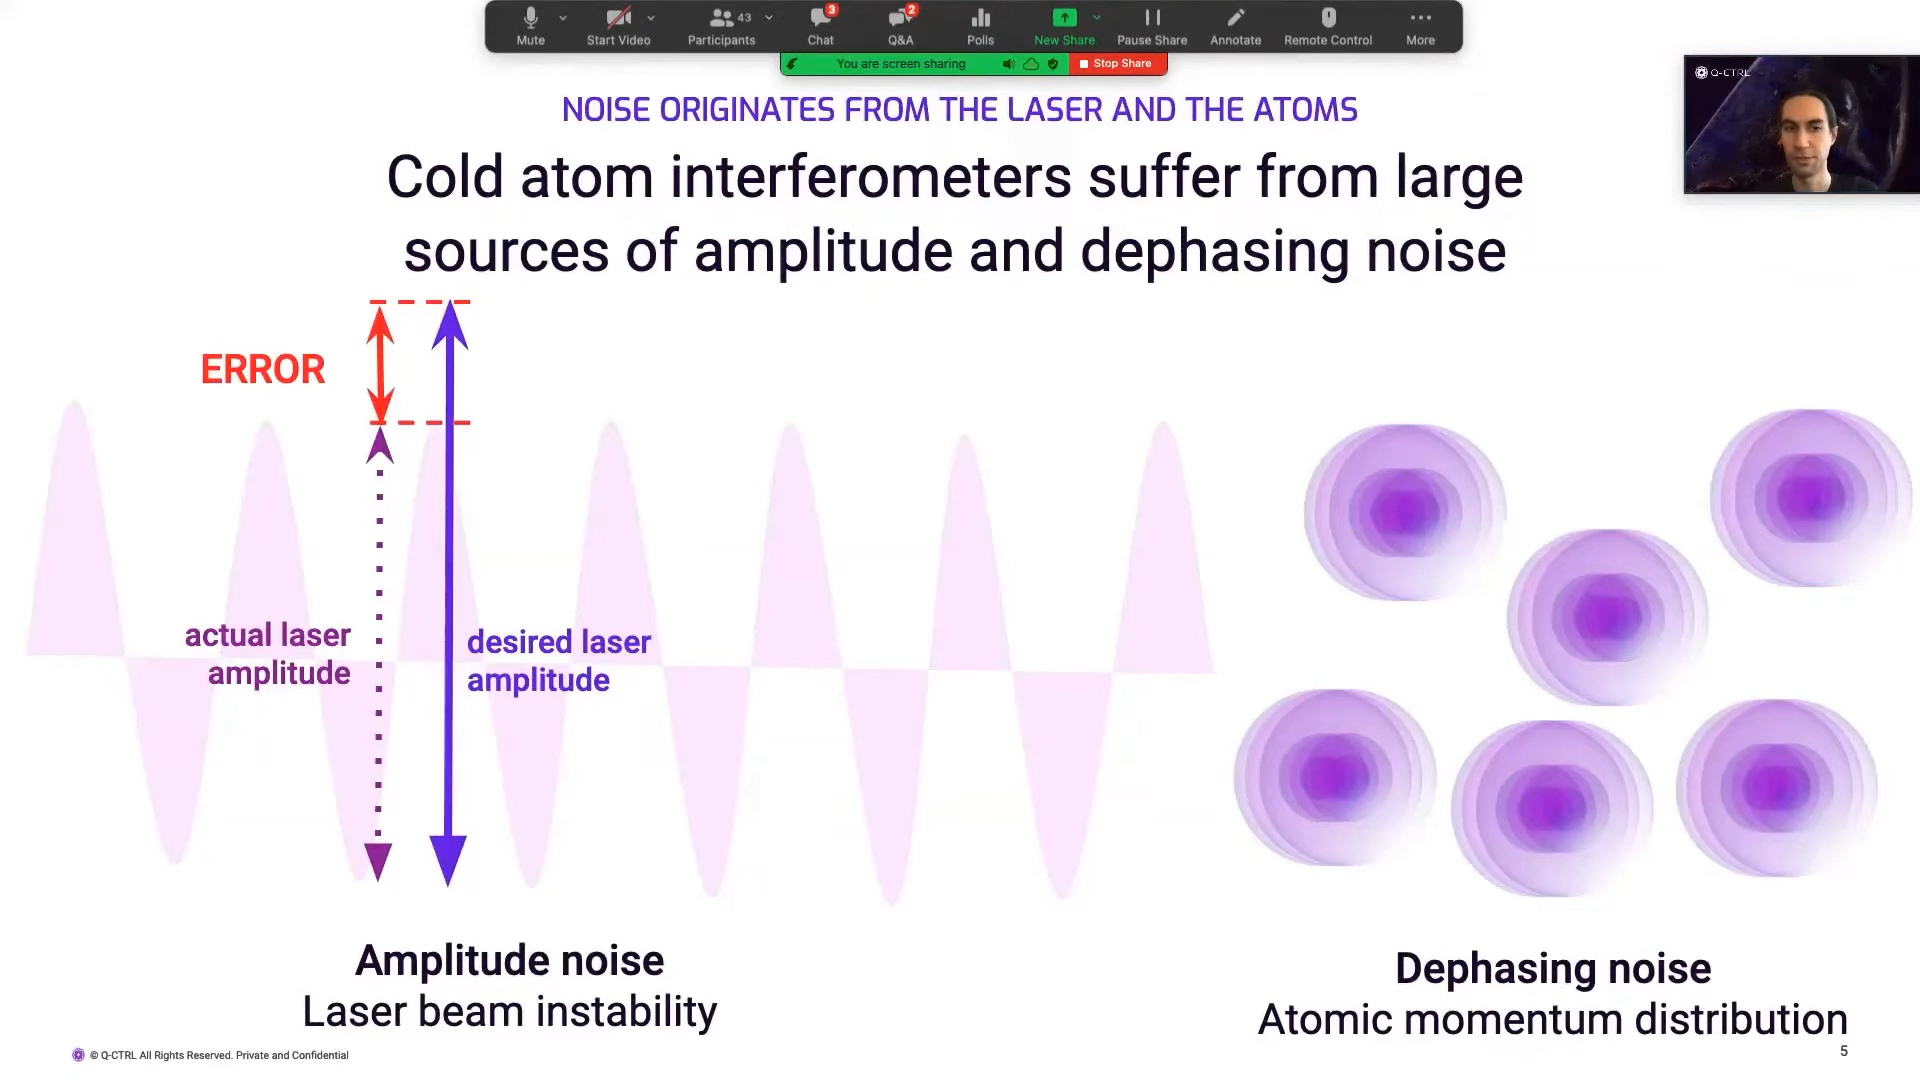 Mute
Start Video
Participants
43
Chat
3
Q&A
2
Polls
New Share
Pause Share
Annotate
Remote Control
More
You are screen sharing
Stop Share
Q-CTRL
NOISE ORIGINATES FROM THE LASER AND THE ATOMS
Cold atom interferometers suffer from large
sources of amplitude and dephasing noise
ERROR
actual laser
amplitude
desired laser
amplitude
Amplitude noise
Laser beam instability
Dephasing noise
Atomic momentum distribution
© Q-CTRL All Rights Reserved. Private and Confidential
5